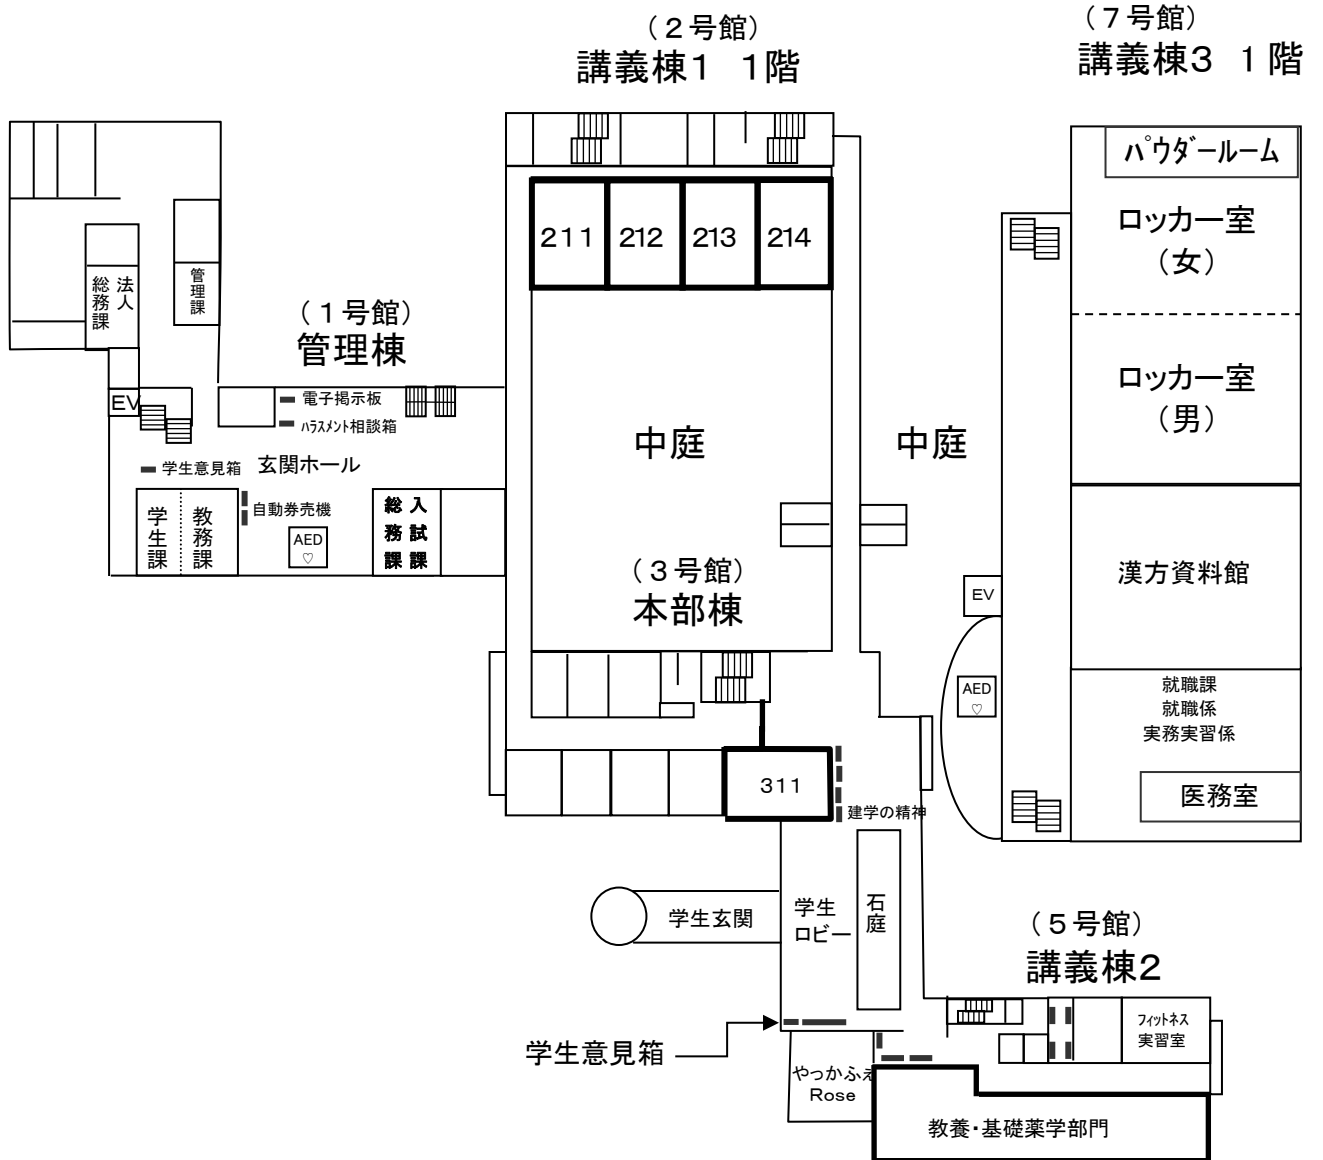 （２号館）
講義棟１　１階
（７号館）
講義棟３　１階
パウダールーム
ロッカー室
（女）
211
212
213
214
法人
総務課
管理課
（１号館）
管理棟
ロッカー室
（男）
EV
電子掲示板
ハラスメント相談箱
中庭
中庭
学生意見箱
玄関ホール
学生課
教務課
自動券売機
AED
♡
入試課
総務課
（３号館）
本部棟
漢方資料館
EV
AED
♡
就職課
就職係
実務実習係
311
医務室
建学の精神
学生玄関
学生
ロビー
石庭
（５号館）
講義棟２
フィットネス
実習室
学生意見箱
やっかふぇ
Rose
教養・基礎薬学部門